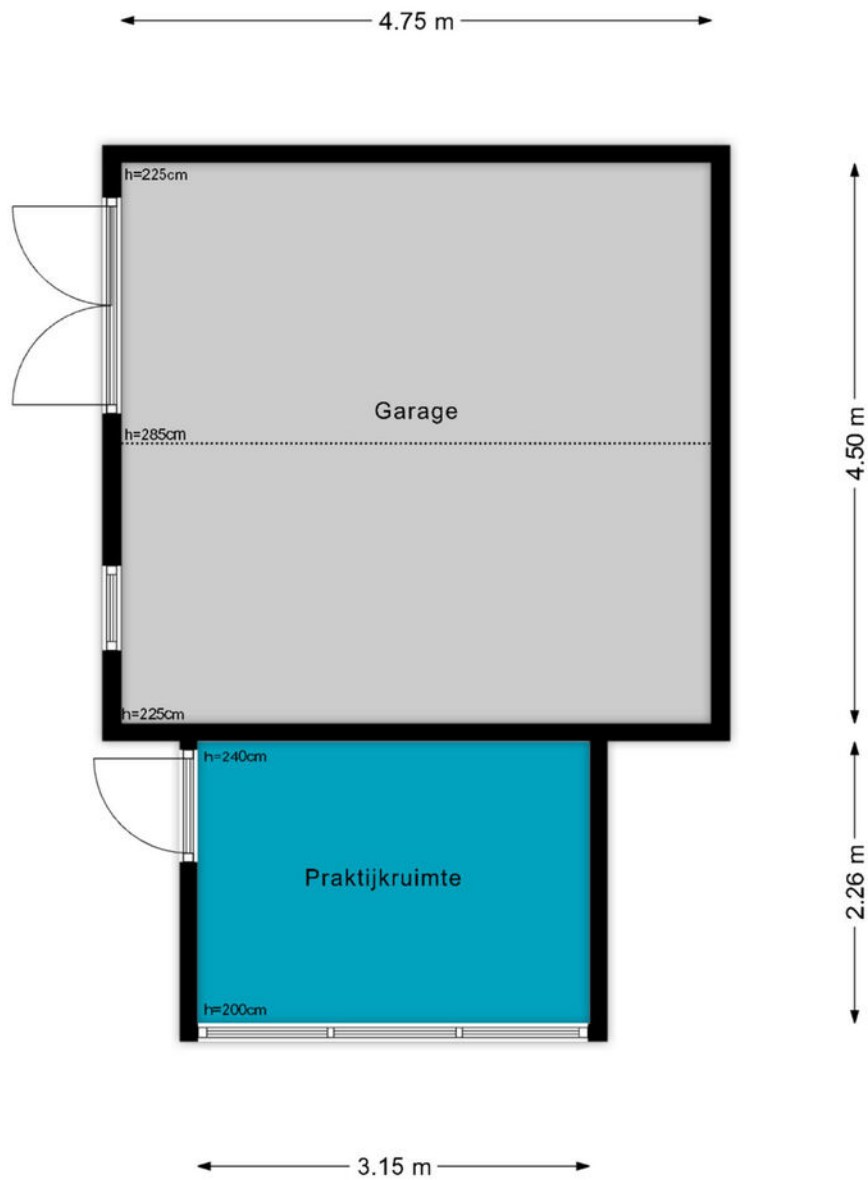 4.75 m
h=225cm
Garage
h=285cm
4.50 m
h=225cm
h=240cm
Praktijkruimte
2.26 m
h=200cm
3.15 m